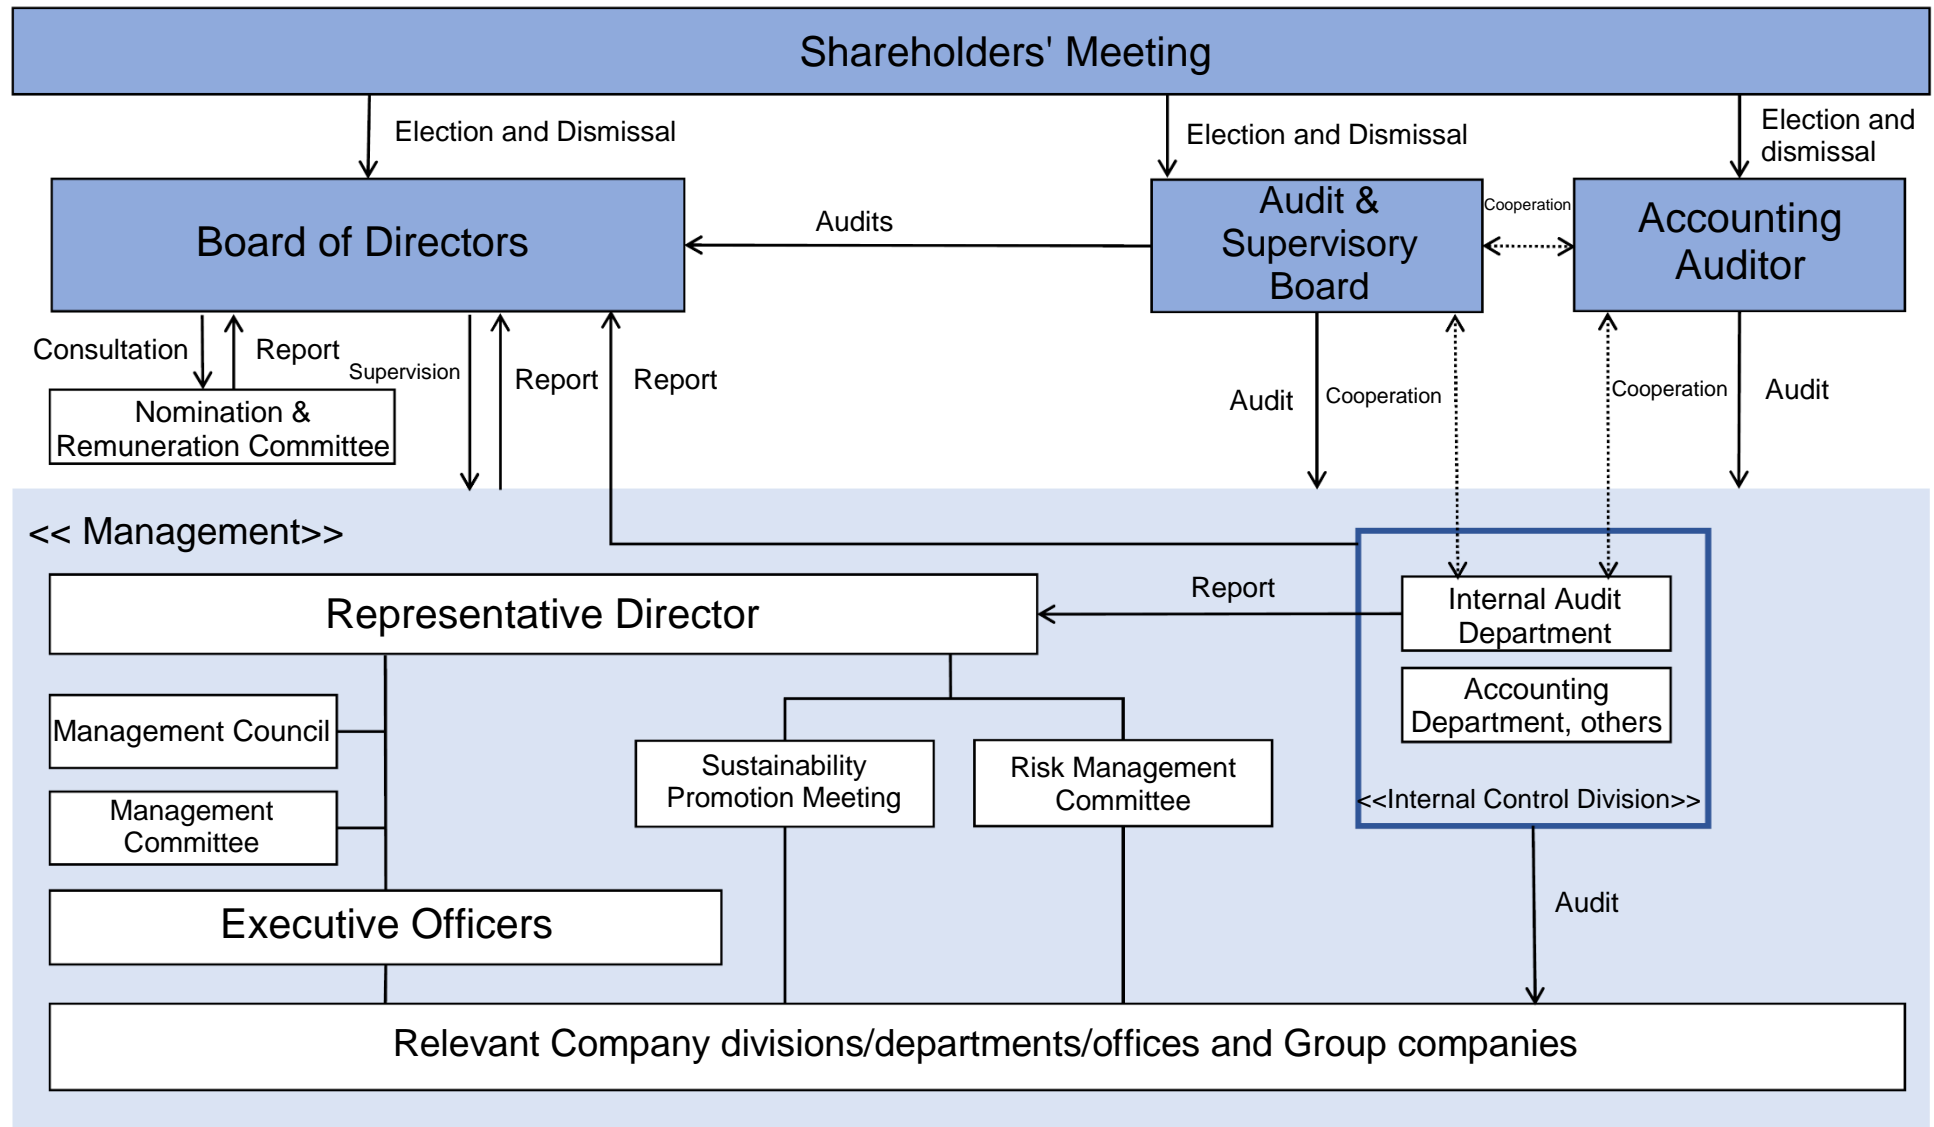 Shareholders' Meeting
Election and Dismissal
Election and Dismissal
Election and
dismissal
Board of Directors
Audits
Audit &
Supervisory
Board
Cooperation
Accounting
Auditor
Consultation
Report
Supervision
Report
Report
Audit
Cooperation
Cooperation
Audit
Nomination &
Remuneration Committee
<< Management>>
Representative Director
Report
Internal Audit
Department
Accounting
Department, others
<<Internal Control Division>>
Management Council
Management
Committee
Sustainability
Promotion Meeting
Risk Management
Committee
Executive Officers
Audit
Relevant Company divisions/departments/offices and Group companies